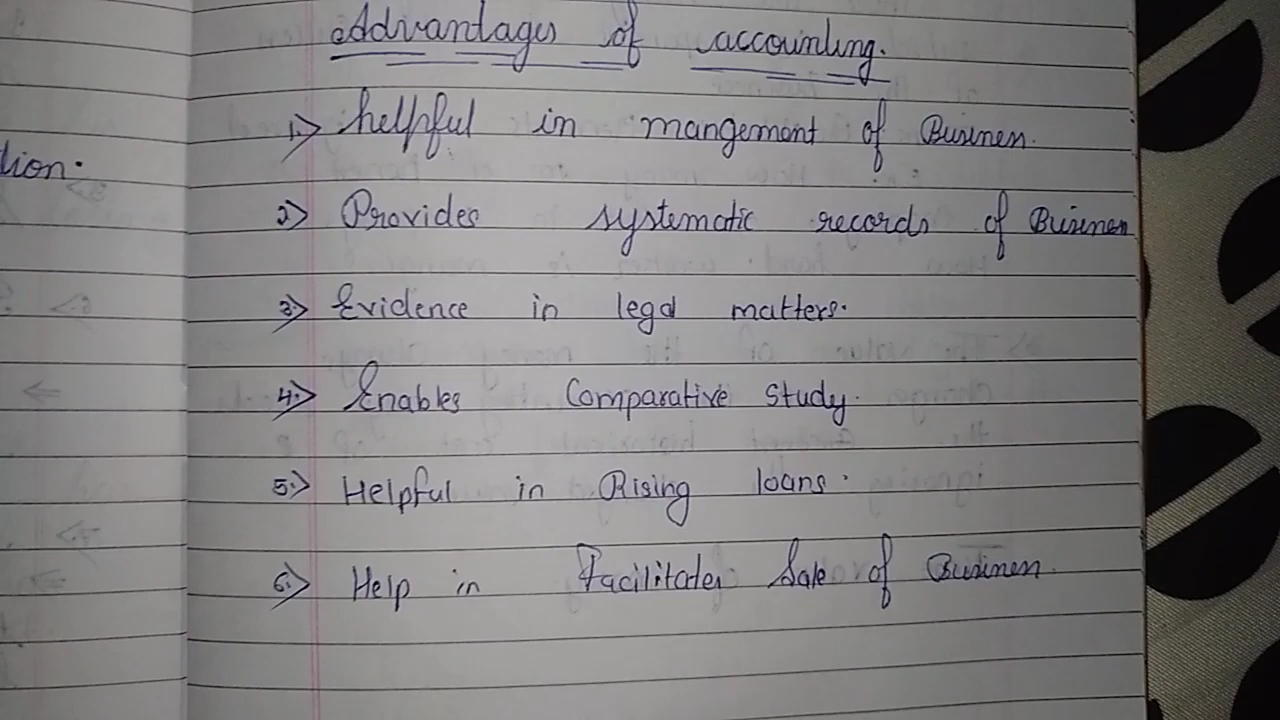 Advantages of accounting.
tion.
1.> helpful in mangement of Business.
2> Provides systematic records of Business
3.> Evidence in legal matters.
4.> Enables Comparative Study.
5.> Helpful in Rising loans.
6.> Help in Facilitates Sale of Business.